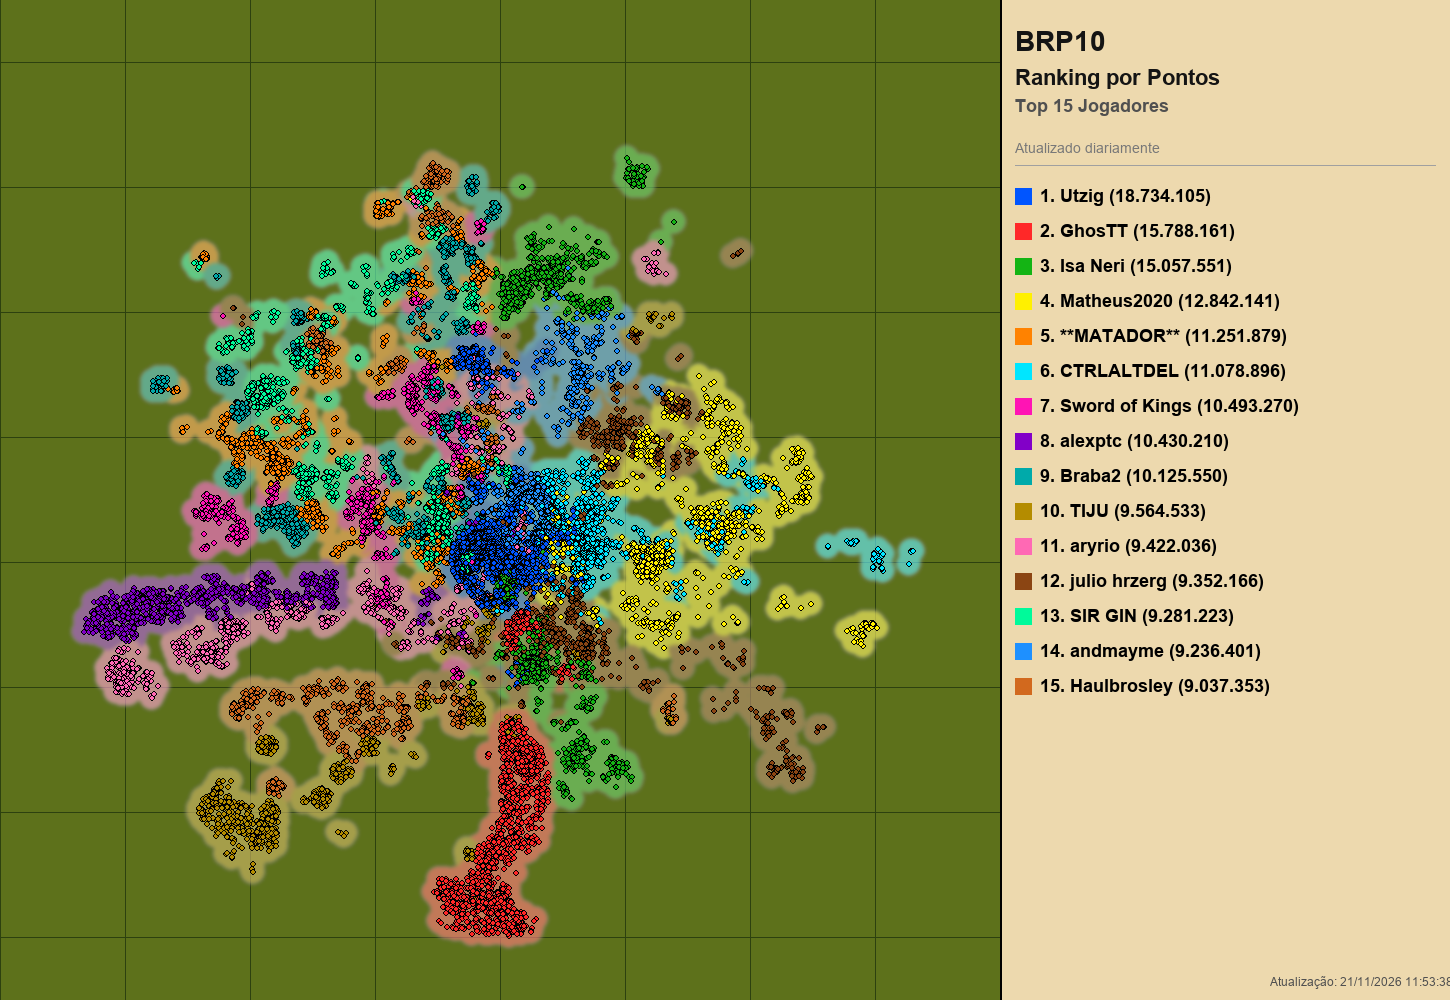 BRP10
Ranking por Pontos
Top 15 Jogadores
Atualizado diariamente
1. Utzig (18.734.105)
2. GhosTT (15.788.161)
3. Isa Neri (15.057.551)
4. Matheus2020 (12.842.141)
5. **MATADOR** (11.251.879)
6. CTRLALTDEL (11.078.896)
7. Sword of Kings (10.493.270)
8. alexptc (10.430.210)
9. Braba2 (10.125.550)
10. TIJU (9.564.533)
11. aryrio (9.422.036)
12. julio hrzerg (9.352.166)
13. SIR GIN (9.281.223)
14. andmayme (9.236.401)
15. Haulbrosley (9.037.353)
Atualização: 21/11/2026 11:53:38